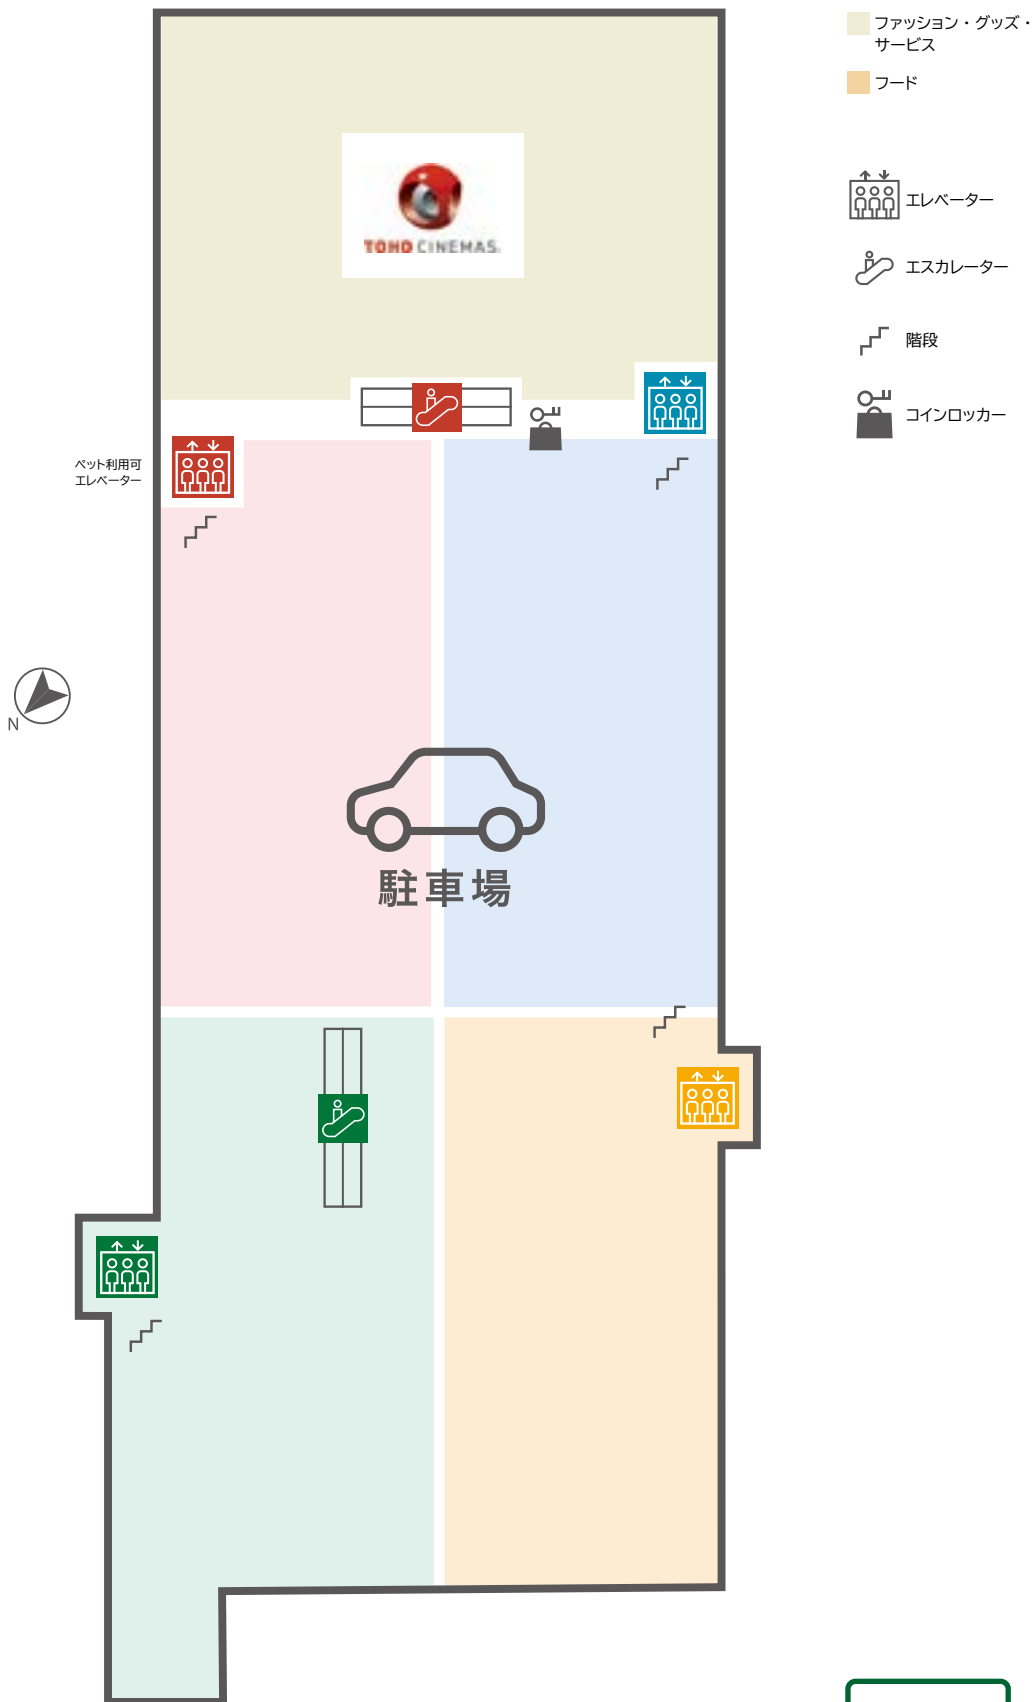 ファッション・グッズ・
サービス
フード
TOHO CINEMAS
エレベーター
エスカレーター
階段
コインロッカー
ペット利用可
エレベーター
N
駐車場